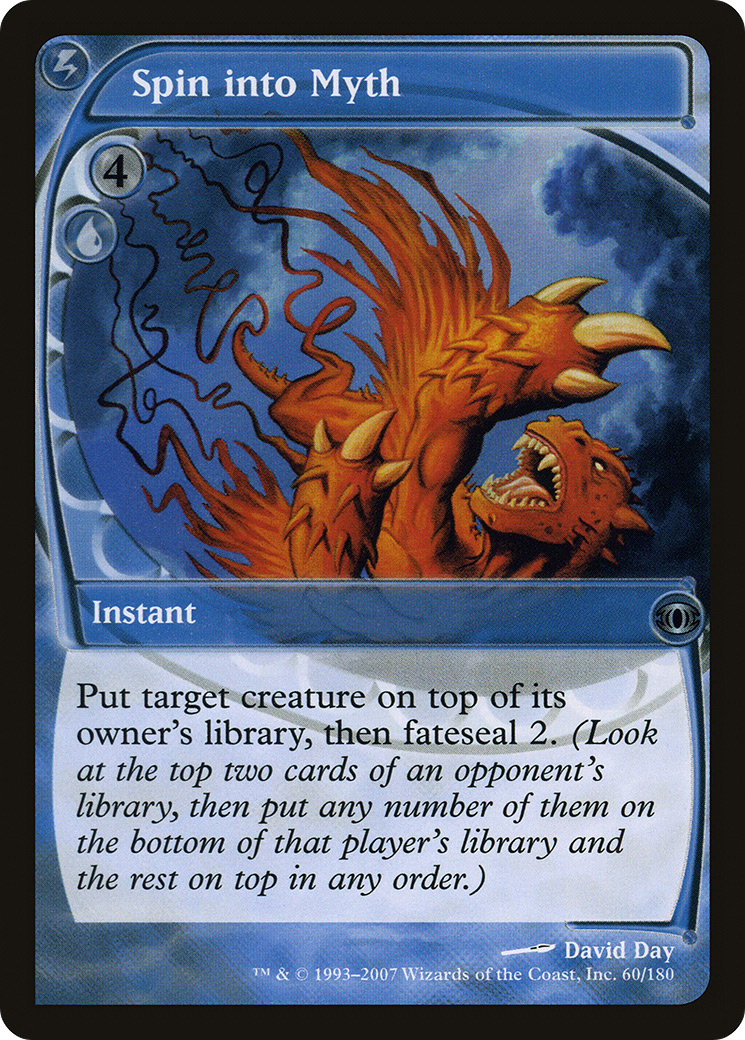 Spin into Myth
4
Instant
Put target creature on top of its
owner's library, then fateseal 2. (Look
at the top two cards of an opponent's
library, then put any number of them on
the bottom of that player's library and
the rest on top in any order.)
David Day
™ & © 1993–2007 Wizards of the Coast, Inc. 60/180